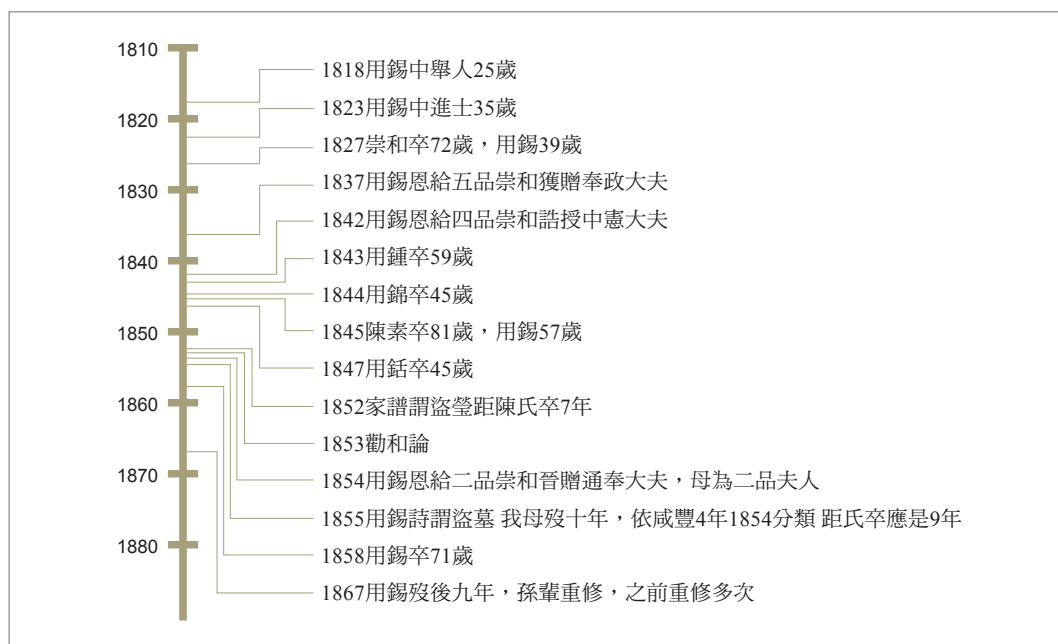 1810
1818用錫中舉人25歲
1820
1823用錫中進士35歲
1827崇和卒72歲，用錫39歲
1830
1837用錫恩給五品崇和獲贈奉政大夫
1842用錫恩給四品崇和誥授中憲大夫
1840
1843用鍾卒59歲
1844用錦卒45歲
1845陳素卒81歲，用錫57歲
1850
1847用銛卒45歲
1860
1852家譜謂盜瑩距陳氏卒7年
1853勸和論
1870
1854用錫恩給二品崇和晉贈通奉大夫，母為二品夫人
1855用錫詩謂盜墓 我母歿十年，依咸豐4年1854分類 距氏卒應是9年
1880
1858用錫卒71歲
1867用錫歿後九年，孫輩重修，之前重修多次